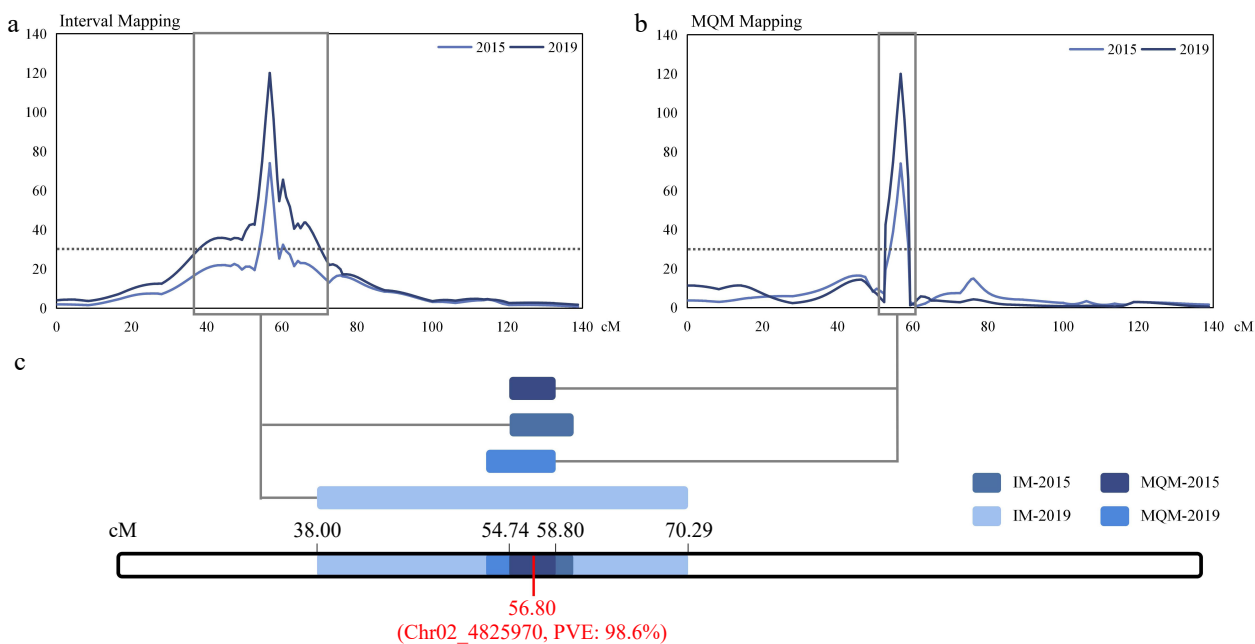 a
Interval Mapping
2015
2019
140
120
100
80
60
40
20
0
0 20 40 60 80 100 120 140 cM
b
MQM Mapping
2015
2019
140
120
100
80
60
40
20
0
0 20 40 60 80 100 120 140 cM
c
IM-2015
MQM-2015
IM-2019
MQM-2019
cM
38.00
54.74
58.80
70.29
56.80
(Chr02_4825970, PVE: 98.6%)